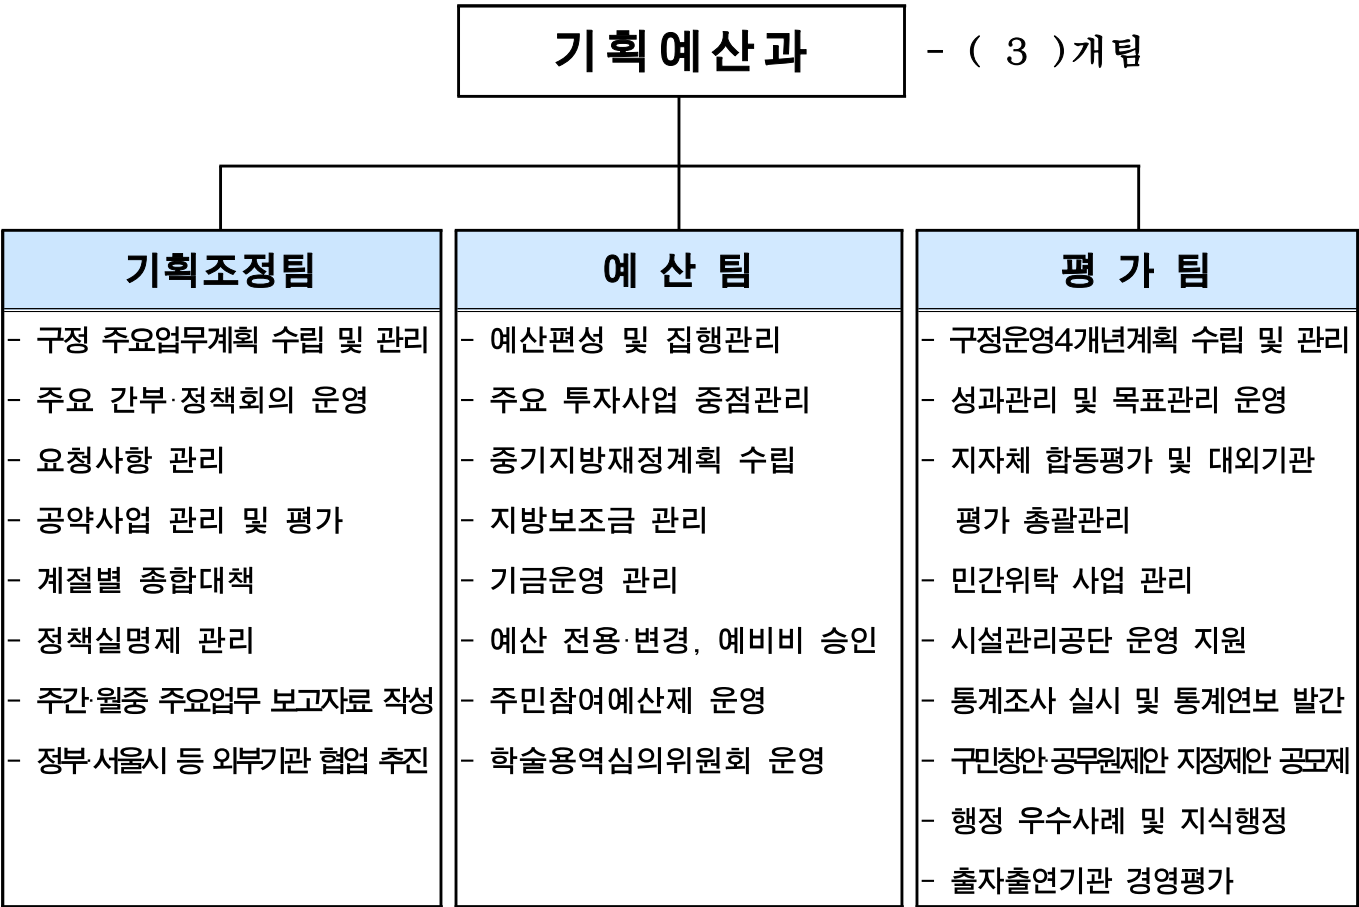 기획예산과 - ( 3 )개팀
기획조정팀
- 구정 주요업무계획 수립 및 관리
- 주요 간부·정책회의 운영
- 요청사항 관리
- 공약사업 관리 및 평가
- 계절별 종합대책
- 정책실명제 관리
- 주간·월중 주요업무 보고자료 작성
- 정부·서울시 등 외부기관 협업 추진
예 산 팀
- 예산편성 및 집행관리
- 주요 투자사업 중점관리
- 중기지방재정계획 수립
- 지방보조금 관리
- 기금운영 관리
- 예산 전용·변경, 예비비 승인
- 주민참여예산제 운영
- 학술용역심의위원회 운영
평 가 팀
- 구정운영4개년계획 수립 및 관리
- 성과관리 및 목표관리 운영
- 지자체 합동평가 및 대외기관
평가 총괄관리
- 민간위탁 사업 관리
- 시설관리공단 운영 지원
- 통계조사 실시 및 통계연보 발간
- 구민창안·공무원제안 지정제안 공모제
- 행정 우수사례 및 지식행정
- 출자출연기관 경영평가